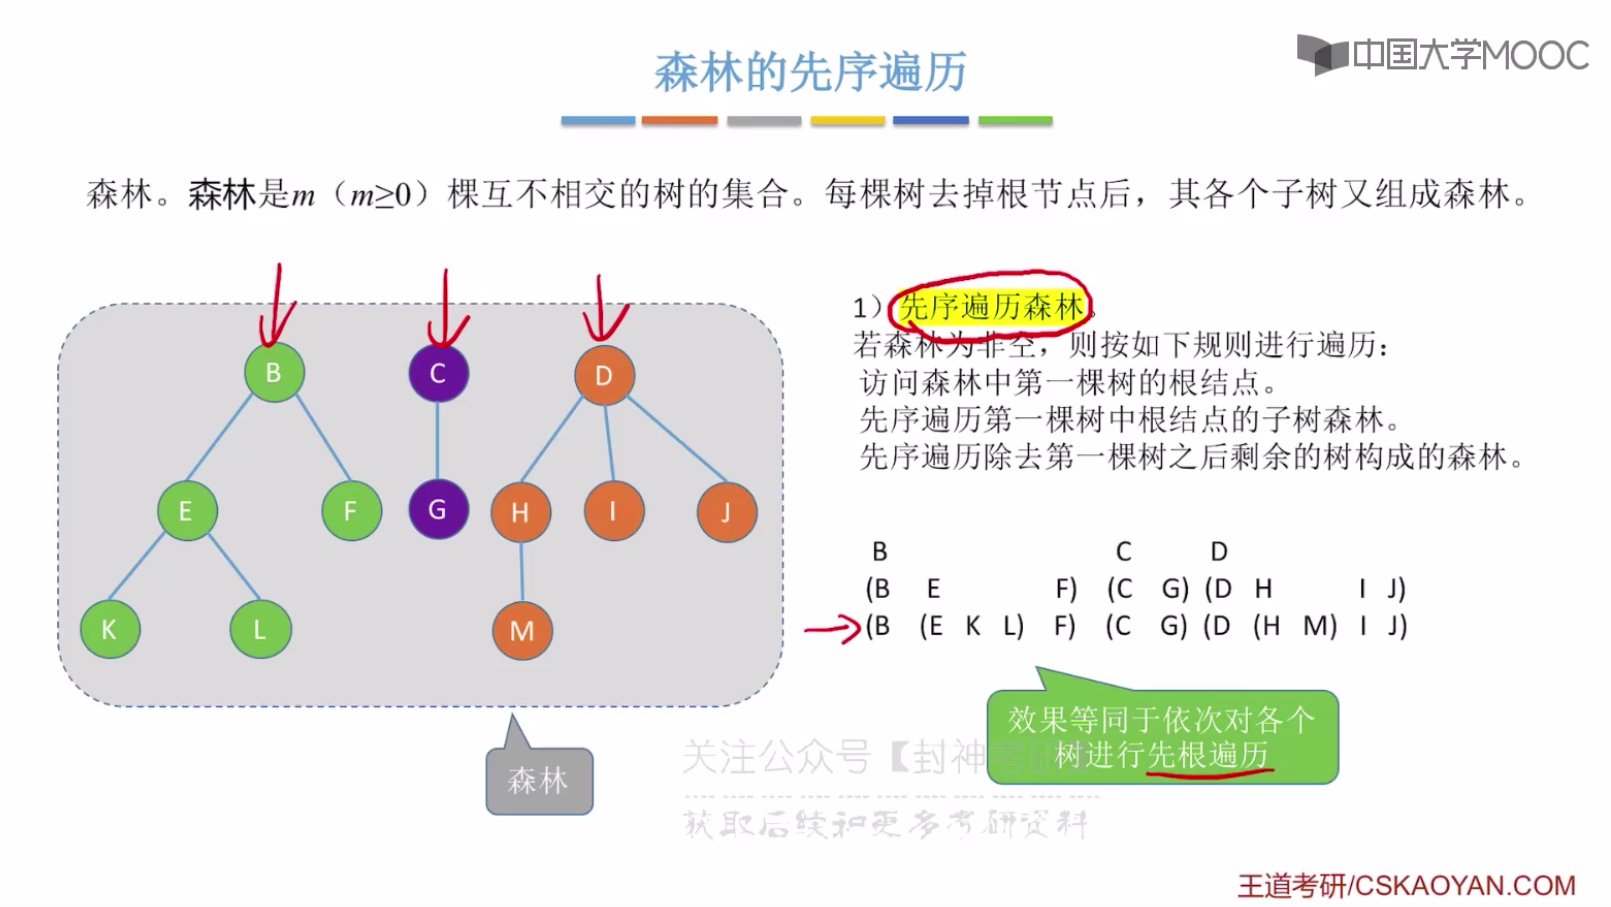 中国大学MOOC
森林的先序遍历
森林。森林是m（m≥0）棵互不相交的树的集合。每棵树去掉根节点后，其各个子树又组成森林。
B
C
D
E
F
G
H
I
J
K
L
M
森林
1）先序遍历森林。
若森林为非空，则按如下规则进行遍历：
访问森林中第一棵树的根结点。
先序遍历第一棵树中根结点的子树森林。
先序遍历除去第一棵树之后剩余的树构成的森林。
B C D
(B E F) (C G) (D H I J)
(B (E K L) F) (C G) (D (H M) I J)
效果等同于依次对各个
树进行先根遍历
关注公众号【封神
获取后续和更多考研资料
王道考研/CSKAOYAN.COM